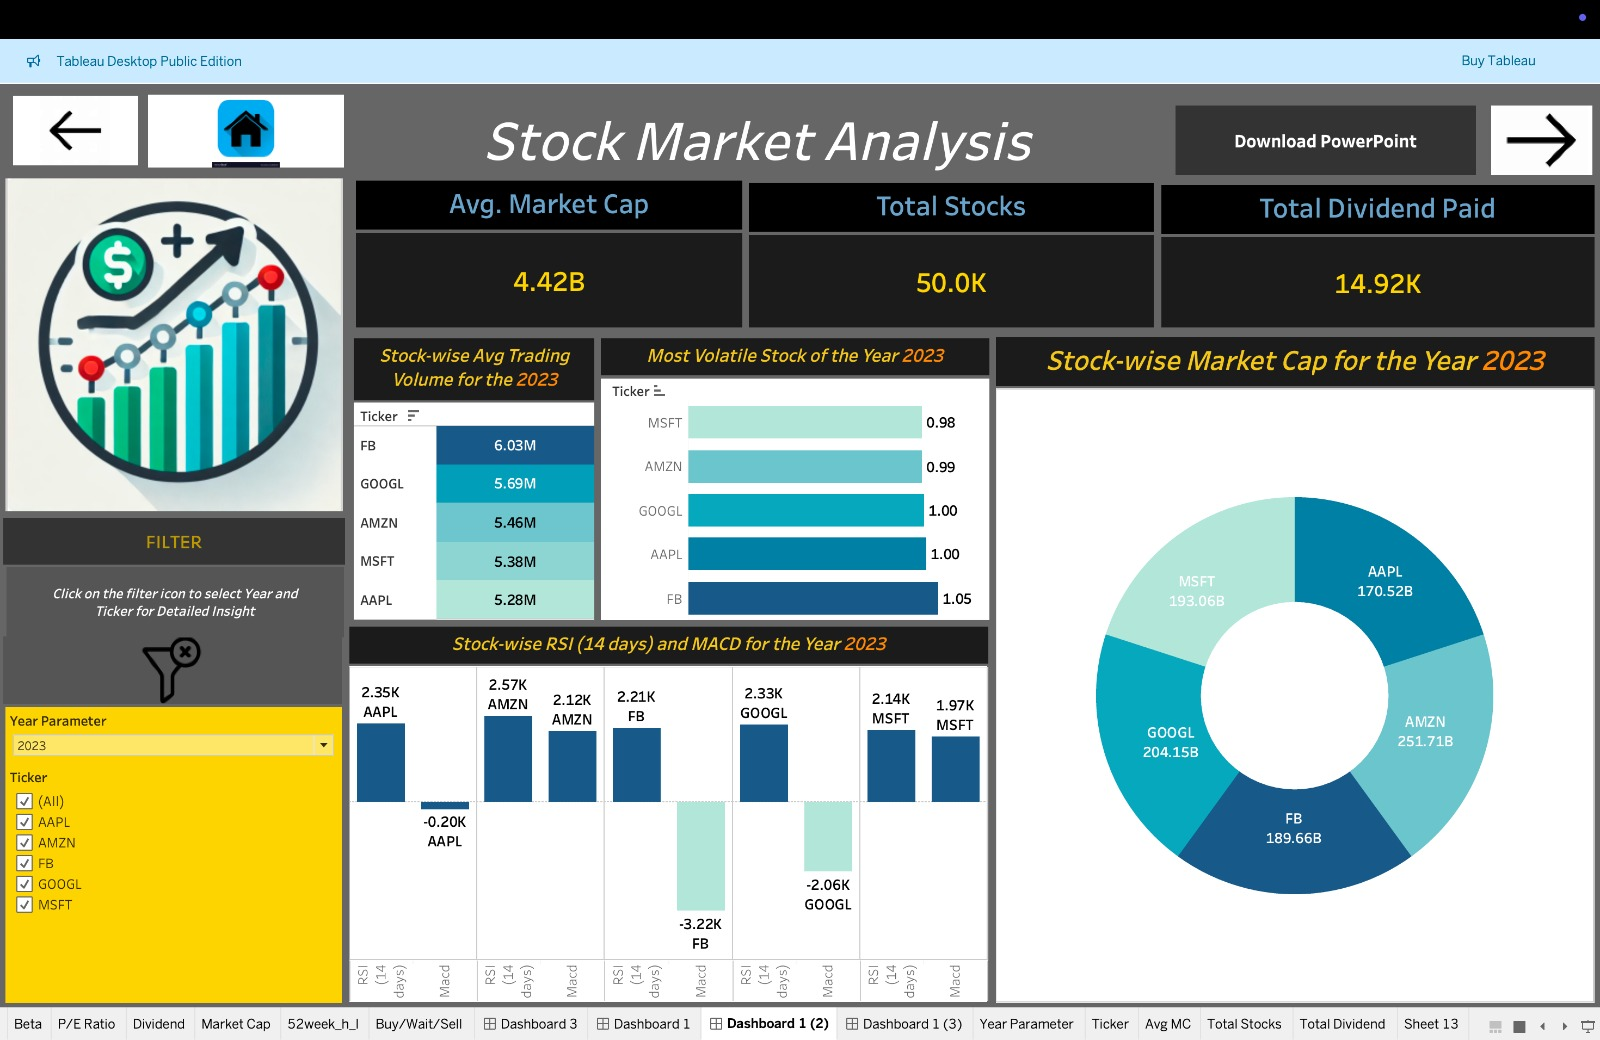 Tableau Desktop Public Edition
Buy Tableau
Stock Market Analysis
Download PowerPoint
Avg. Market Cap
Total Stocks
Total Dividend Paid
4.42B
50.0K
14.92K
$
Stock-wise Avg Trading
Volume for the 2023
Ticker
FB 6.03M
GOOGL 5.69M
AMZN 5.46M
MSFT 5.38M
AAPL 5.28M
Most Volatile Stock of the Year 2023
Ticker
MSFT 0.98
AMZN 0.99
GOOGL 1.00
AAPL 1.00
FB 1.05
Stock-wise Market Cap for the Year 2023
MSFT
193.06B
AAPL
170.52B
GOOGL
204.15B
AMZN
251.71B
FB
189.66B
FILTER
Click on the filter icon to select Year and
Ticker for Detailed Insight
Year Parameter
2023
Ticker
(All)
AAPL
AMZN
FB
GOOGL
MSFT
Stock-wise RSI (14 days) and MACD for the Year 2023
2.35K
AAPL
-0.20K
AAPL
2.57K
AMZN
2.12K
AMZN
2.21K
FB
-3.22K
FB
2.33K
GOOGL
-2.06K
GOOGL
2.14K
MSFT
1.97K
MSFT
RSI
(14
days)
Macd
RSI
(14
days)
Macd
RSI
(14
days)
Macd
RSI
(14
days)
Macd
RSI
(14
days)
Macd
Beta P/E Ratio Dividend Market Cap 52week_h_l Buy/Wait/Sell Dashboard 3 Dashboard 1 Dashboard 1 (2) Dashboard 1 (3) Year Parameter Ticker Avg MC Total Stocks Total Dividend Sheet 13